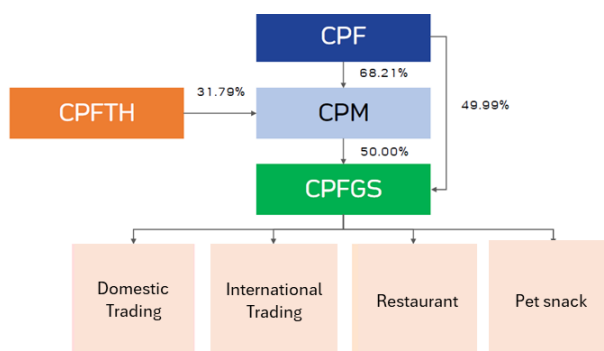 CPF
68.21%
31.79%
49.99%
CPFTH
CPM
50.00%
CPFGS
Domestic
Trading
International
Trading
Restaurant
Pet snack